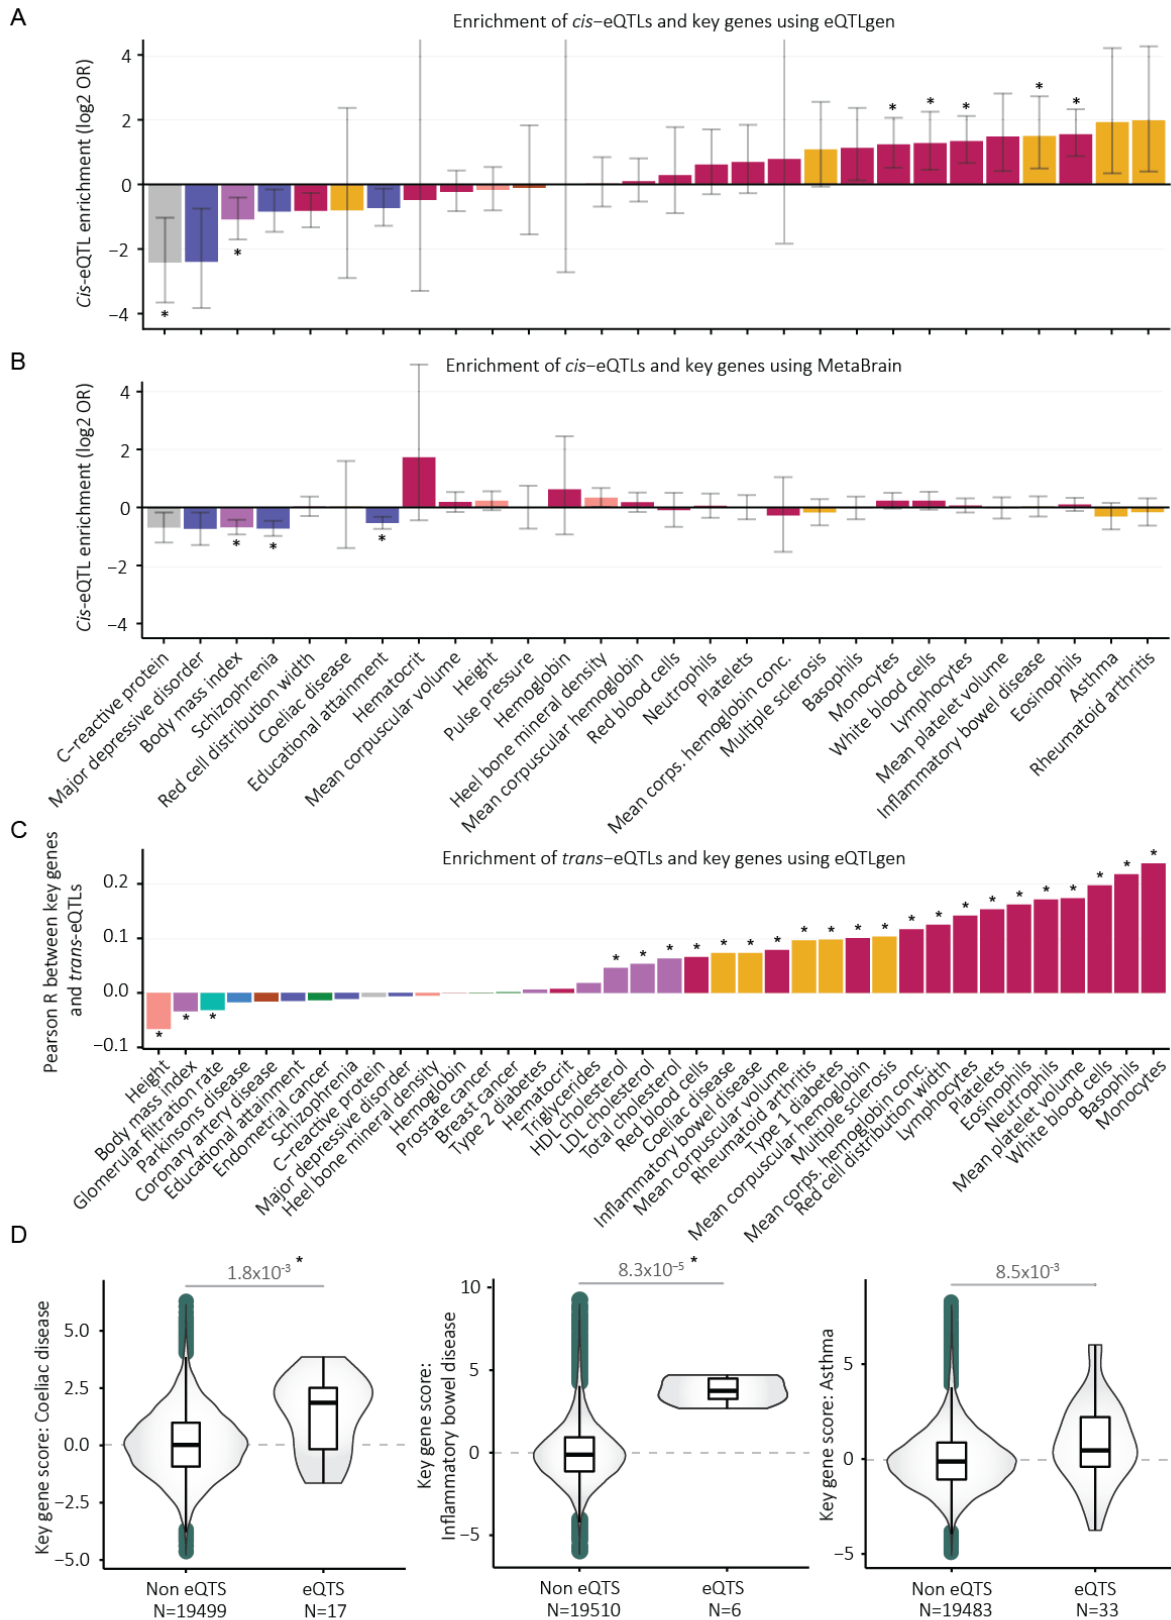 A
Enrichment of cis−eQTLs and key genes using eQTLgen
Cis-eQTL enrichment (log2 OR)
4
2
0
−2
−4
*
*
*
*
*
*
*
B
Enrichment of cis−eQTLs and key genes using MetaBrain
Cis-eQTL enrichment (log2 OR)
4
2
0
−2
−4
*
*
*
C−reactive protein
Major depressive disorder
Body mass index
Schizophrenia
Red cell distribution width
Coeliac disease
Educational attainment
Hematocrit
Mean corpuscular volume
Height
Pulse pressure
Hemoglobin
Heel bone mineral density
Mean corpuscular hemoglobin
Red blood cells
Neutrophils
Platelets
Mean corps. hemoglobin conc.
Multiple sclerosis
Basophils
Monocytes
White blood cells
Lymphocytes
Mean platelet volume
Inflammatory bowel disease
Eosinophils
Asthma
Rheumatoid arthritis
C
Enrichment of trans−eQTLs and key genes using eQTLgen
Pearson R between key genes
and trans-eQTLs
0.2
0.1
0.0
−0.1
* * *
* * * * * * * * * * * * * * * * * * * *
Height
Body mass index
Glomerular filtration rate
Parkinsons disease
Coronary artery disease
Educational attainment
Endometrial cancer
Schizophrenia
C−reactive protein
Major depressive disorder
Heel bone mineral density
Hemoglobin
Prostate cancer
Breast cancer
Type 2 diabetes
Hematocrit
Triglycerides
HDL cholesterol
LDL cholesterol
Total cholesterol
Red blood cells
Coeliac disease
Inflammatory bowel disease
Mean corpuscular volume
Rheumatoid arthritis
Type 1 diabetes
Mean corpuscular hemoglobin
Multiple sclerosis
Mean corps. hemoglobin conc.
Red cell distribution width
Lymphocytes
Platelets
Eosinophils
Neutrophils
Mean platelet volume
White blood cells
Basophils
Monocytes
D
Key gene score: Coeliac disease
1.8x10⁻³ *
5.0
2.5
0.0
−2.5
−5.0
Non eQTS
N=19499
eQTS
N=17
Key gene score:
Inflammatory bowel disease
8.3x10⁻⁵ *
10
5
0
−5
Non eQTS
N=19510
eQTS
N=6
Key gene score: Asthma
8.5x10⁻³
5
0
−5
Non eQTS
N=19483
eQTS
N=33